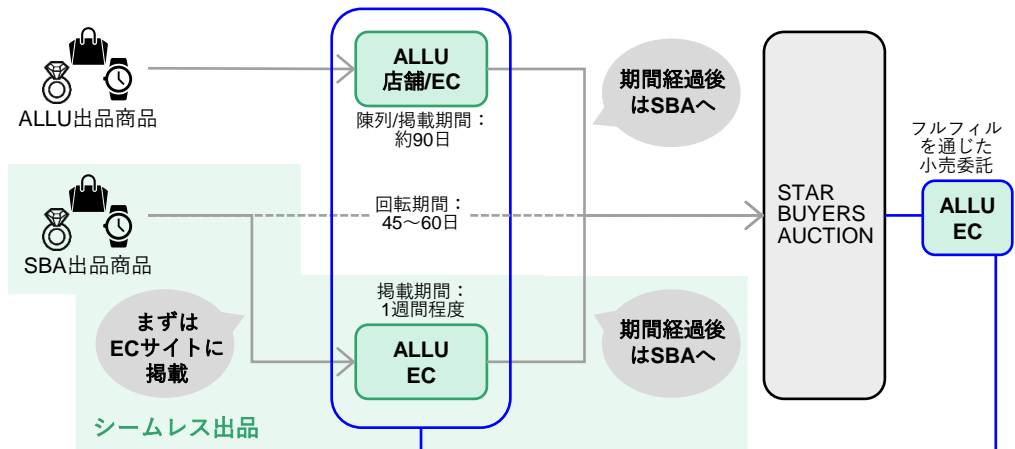 ALLU出品商品
ALLU
店舗/EC
陳列/掲載期間：
約90日
期間経過後
はSBAへ
SBA出品商品
回転期間：
45～60日
STAR
BUYERS
AUCTION
フルフィル
を通じた
小売委託
ALLU
EC
まずは
ECサイトに
掲載
掲載期間：
1週間程度
ALLU
EC
期間経過後
はSBAへ
シームレス出品